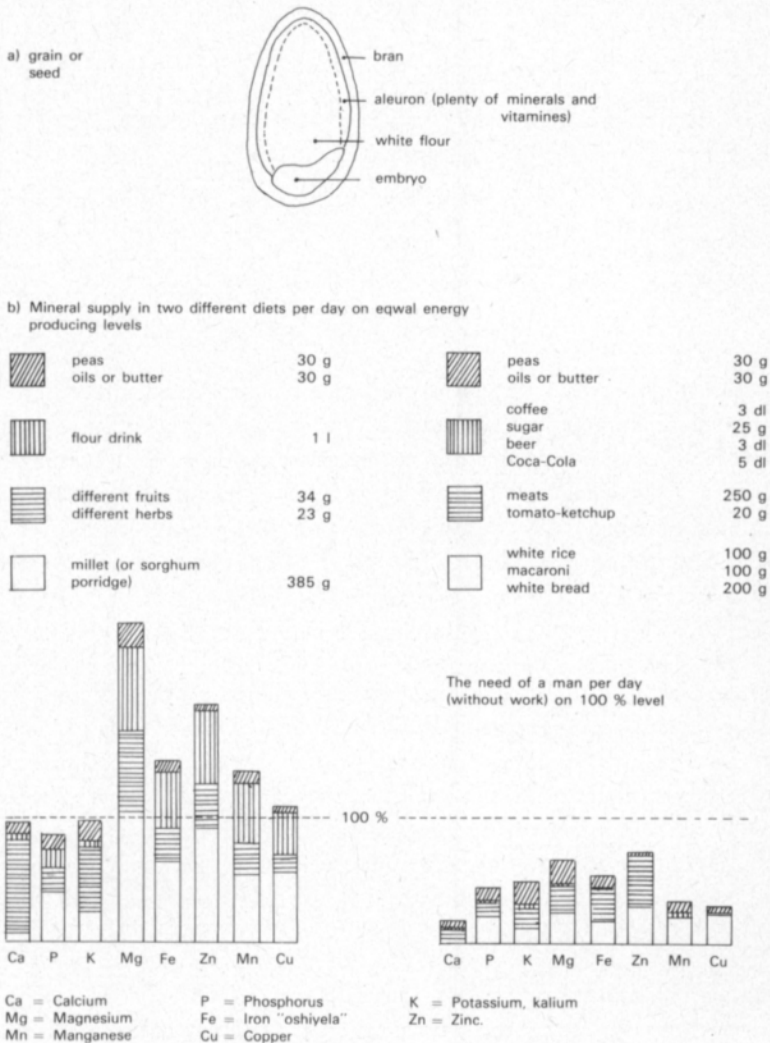 a) grain or
seed
bran
aleuron (plenty of minerals and
vitamines)
white flour
embryo
b) Mineral supply in two different diets per day on eqwal energy
producing levels
peas 30 g
oils or butter 30 g
flour drink 1 l
different fruits 34 g
different herbs 23 g
millet (or sorghum
porridge) 385 g
peas 30 g
oils or butter 30 g
coffee 3 dl
sugar 25 g
beer 3 dl
Coca-Cola 5 dl
meats 250 g
tomato-ketchup 20 g
white rice 100 g
macaroni 100 g
white bread 200 g
The need of a man per day
(without work) on 100 % level
100 %
Ca P K Mg Fe Zn Mn Cu
Ca P K Mg Fe Zn Mn Cu
Ca = Calcium P = Phosphorus K = Potassium, kalium
Mg = Magnesium Fe = Iron "oshivela" Zn = Zinc.
Mn = Manganese Cu = Copper